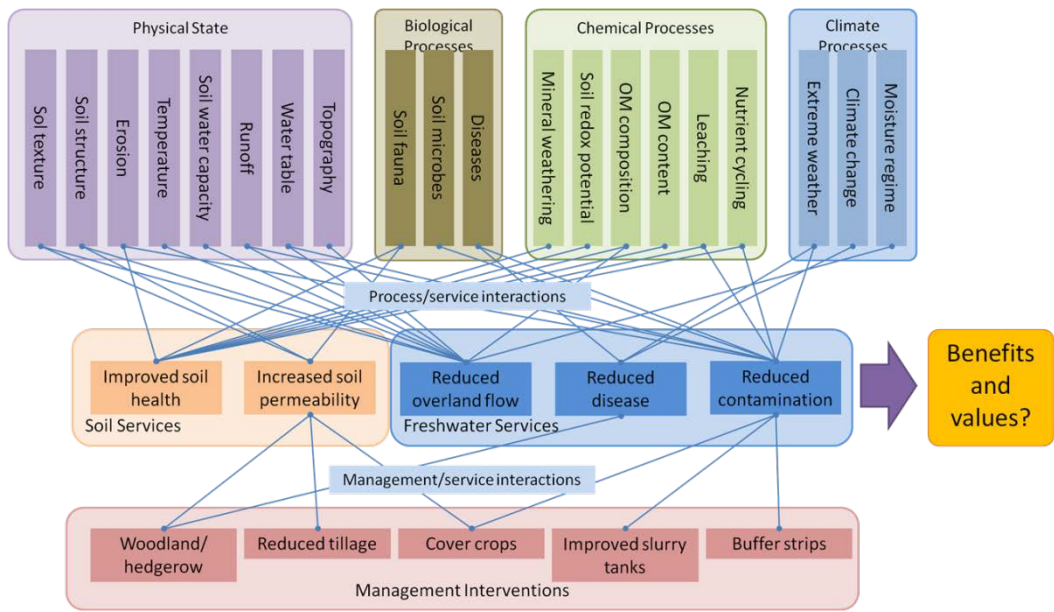 Physical State
Sol texture
Soil structure
Erosion
Temperature
Soil water capacity
Runoff
Water table
Topography
Biological
Processes
Soil fauna
Soil microbes
Diseases
Chemical Processes
Mineral weathering
Soil redox potential
OM composition
OM content
Leaching
Nutrient cycling
Climate
Processes
Extreme weather
Climate change
Moisture regime
Process/service interactions
Improved soil
health
Increased soil
permeability
Soil Services
Reduced
overland flow
Reduced
disease
Reduced
contamination
Freshwater Services
Benefits
and
values?
Management/service interactions
Woodland/
hedgerow
Reduced tillage
Cover crops
Improved slurry
tanks
Buffer strips
Management Interventions